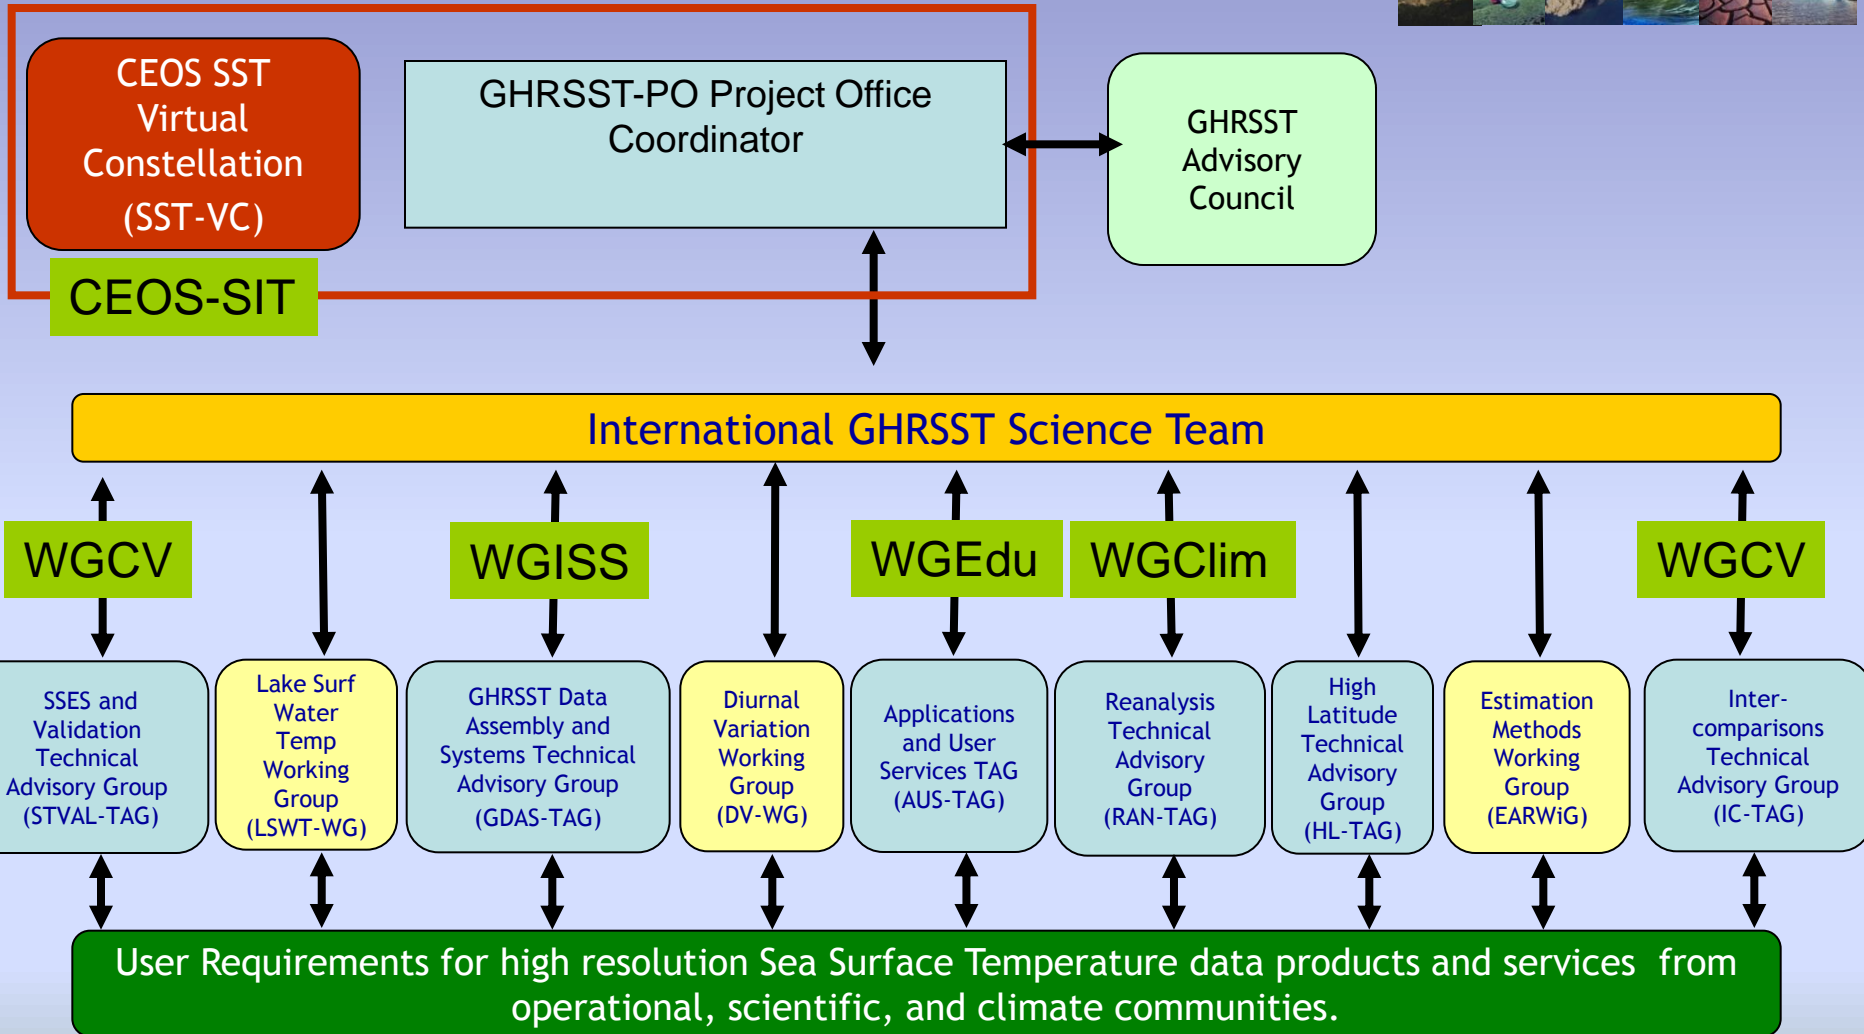 CEOS SST
Virtual
Constellation
(SST-VC)
GHRSST-PO Project Office
Coordinator
GHRSST
Advisory
Council
CEOS-SIT
International GHRSST Science Team
WGCV
WGISS
WGEdu
WGClim
WGCV
SSES and
Validation
Technical
Advisory Group
(STVAL-TAG)
Lake Surf
Water
Temp
Working
Group
(LSWT-WG)
GHRSST Data
Assembly and
Systems Technical
Advisory Group
(GDAS-TAG)
Diurnal
Variation
Working
Group
(DV-WG)
Applications
and User
Services TAG
(AUS-TAG)
Reanalysis
Technical
Advisory
Group
(RAN-TAG)
High
Latitude
Technical
Advisory
Group
(HL-TAG)
Estimation
Methods
Working
Group
(EARWiG)
Inter-
comparisons
Technical
Advisory Group
(IC-TAG)
User Requirements for high resolution Sea Surface Temperature data products and services from
operational, scientific, and climate communities.